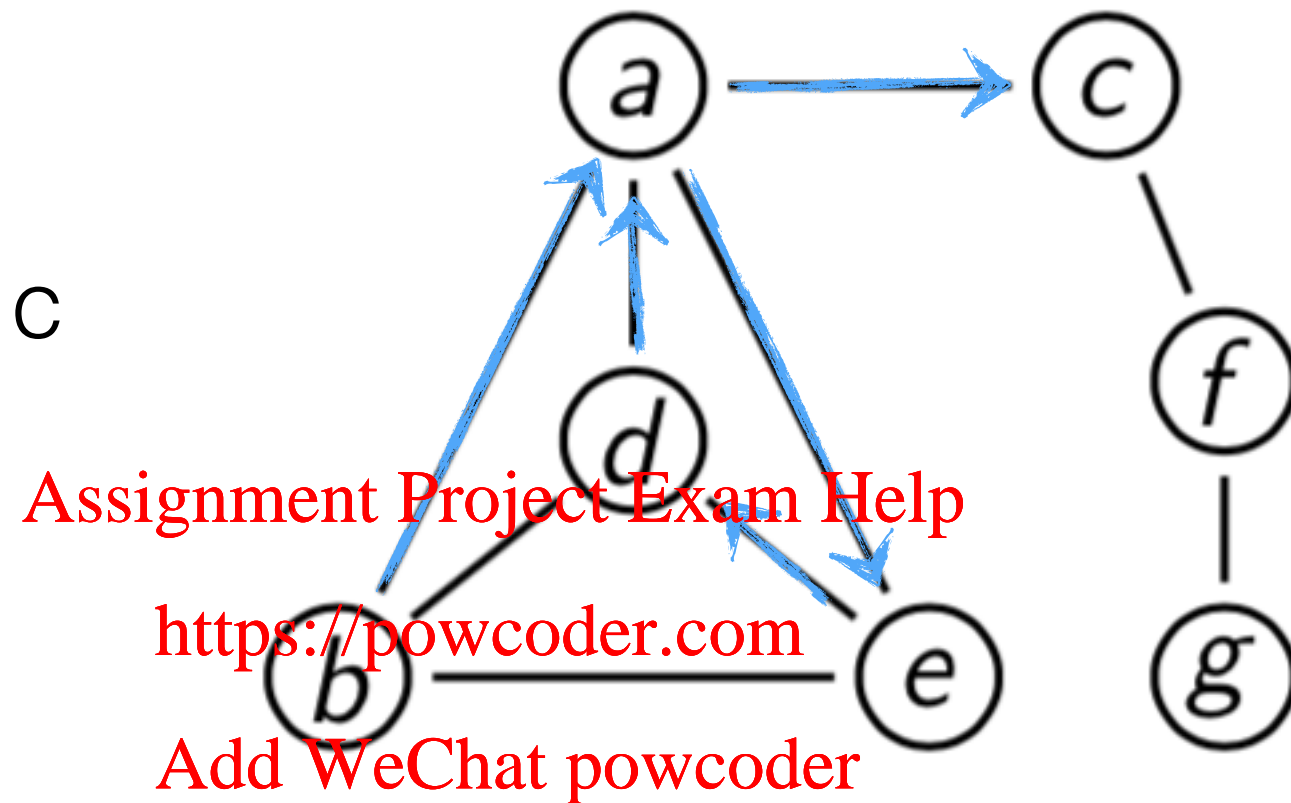 a
c
C
f
d
Assignment Project Exam Help
https://powcoder.com
b
e
g
Add WeChat powcoder